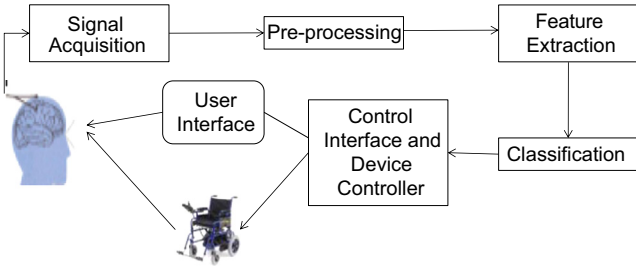 Signal
Acquisition
Pre-processing
Feature
Extraction
Classification
Control
Interface and
Device
Controller
User
Interface